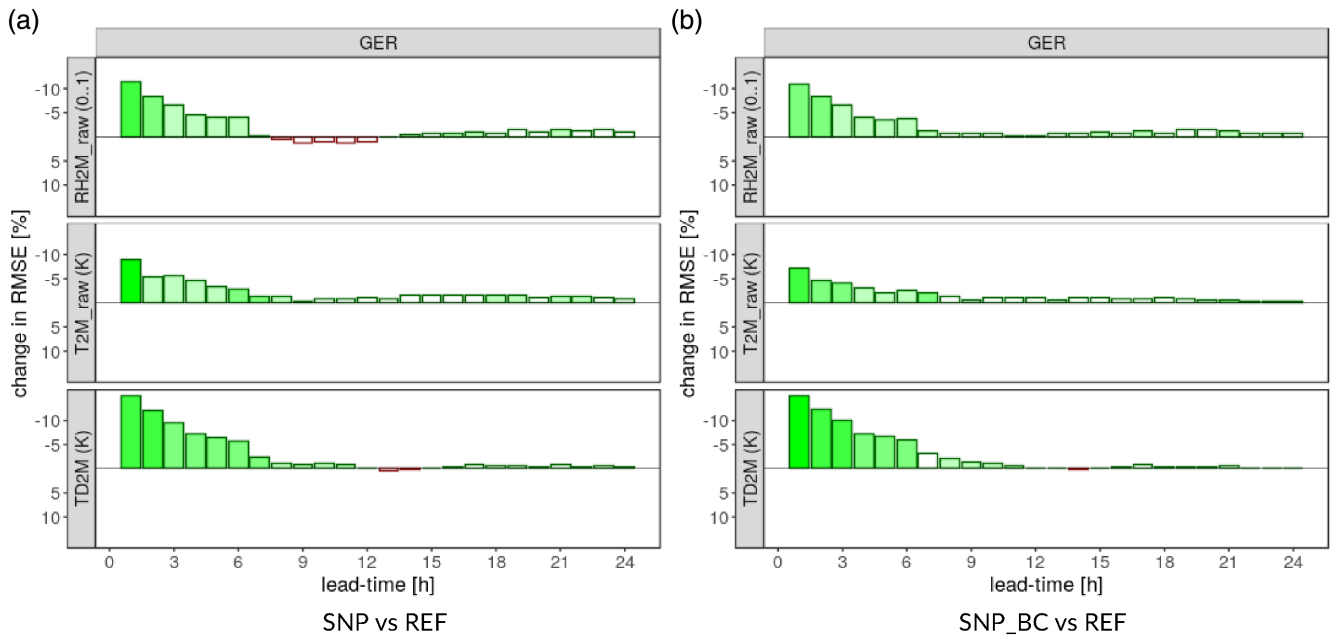 (a)
GER
change in RMSE [%]
RH2M_raw (0..1)
-10
-5
5
10
T2M_raw (K)
-10
-5
5
10
TD2M (K)
-10
-5
5
10
0 3 6 9 12 15 18 21 24
lead-time [h]
SNP vs REF
(b)
GER
change in RMSE [%]
RH2M_raw (0..1)
-10
-5
5
10
T2M_raw (K)
-10
-5
5
10
TD2M (K)
-10
-5
5
10
0 3 6 9 12 15 18 21 24
lead-time [h]
SNP_BC vs REF